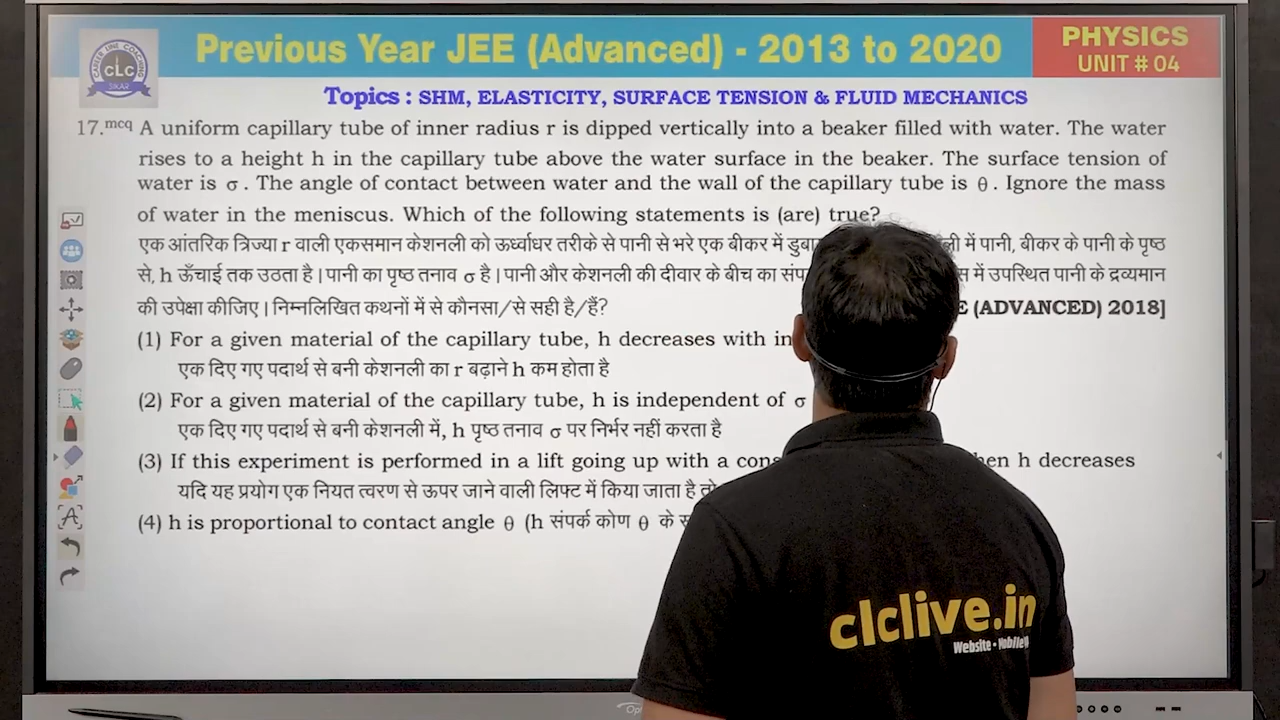 Previous Year JEE (Advanced) - 2013 to 2020
PHYSICS
UNIT # 04
CLC
SIKAR
Topics : SHM, ELASTICITY, SURFACE TENSION & FLUID MECHANICS
17.mcq A uniform capillary tube of inner radius r is dipped vertically into a beaker filled with water. The water
rises to a height h in the capillary tube above the water surface in the beaker. The surface tension of
water is σ. The angle of contact between water and the wall of the capillary tube is θ. Ignore the mass
of water in the meniscus. Which of the following statements is (are) true?
एक आंतरिक त्रिज्या r वाली एकसमान केशनली को ऊर्ध्वाधर तरीके से पानी से भरे एक बीकर में में पानी, बीकर के पानी के पृष्ठ
से, h ऊँचाई तक उठता है। पानी का पृष्ठ तनाव σ है। पानी और केशनली की दीवार के बीच का में उपस्थित पानी के द्रव्यमान
की उपेक्षा कीजिए। निम्नलिखित कथनों में से कौनसा/से सही है/हैं? (ADVANCED) 2018]
(1) For a given material of the capillary tube, h decreases with
एक दिए गए पदार्थ से बनी केशनली का r बढ़ाने h कम होता है
(2) For a given material of the capillary tube, h is independent of σ
एक दिए गए पदार्थ से बनी केशनली में, h पृष्ठ तनाव σ पर निर्भर नहीं करता है
(3) If this experiment is performed in a lift going up with a h decreases
यदि यह प्रयोग एक नियत त्वरण से ऊपर जाने वाली लिफ्ट में किया जाता है
(4) h is proportional to contact angle θ (h संपर्क कोण θ के
clclive.in
Website • Mobile